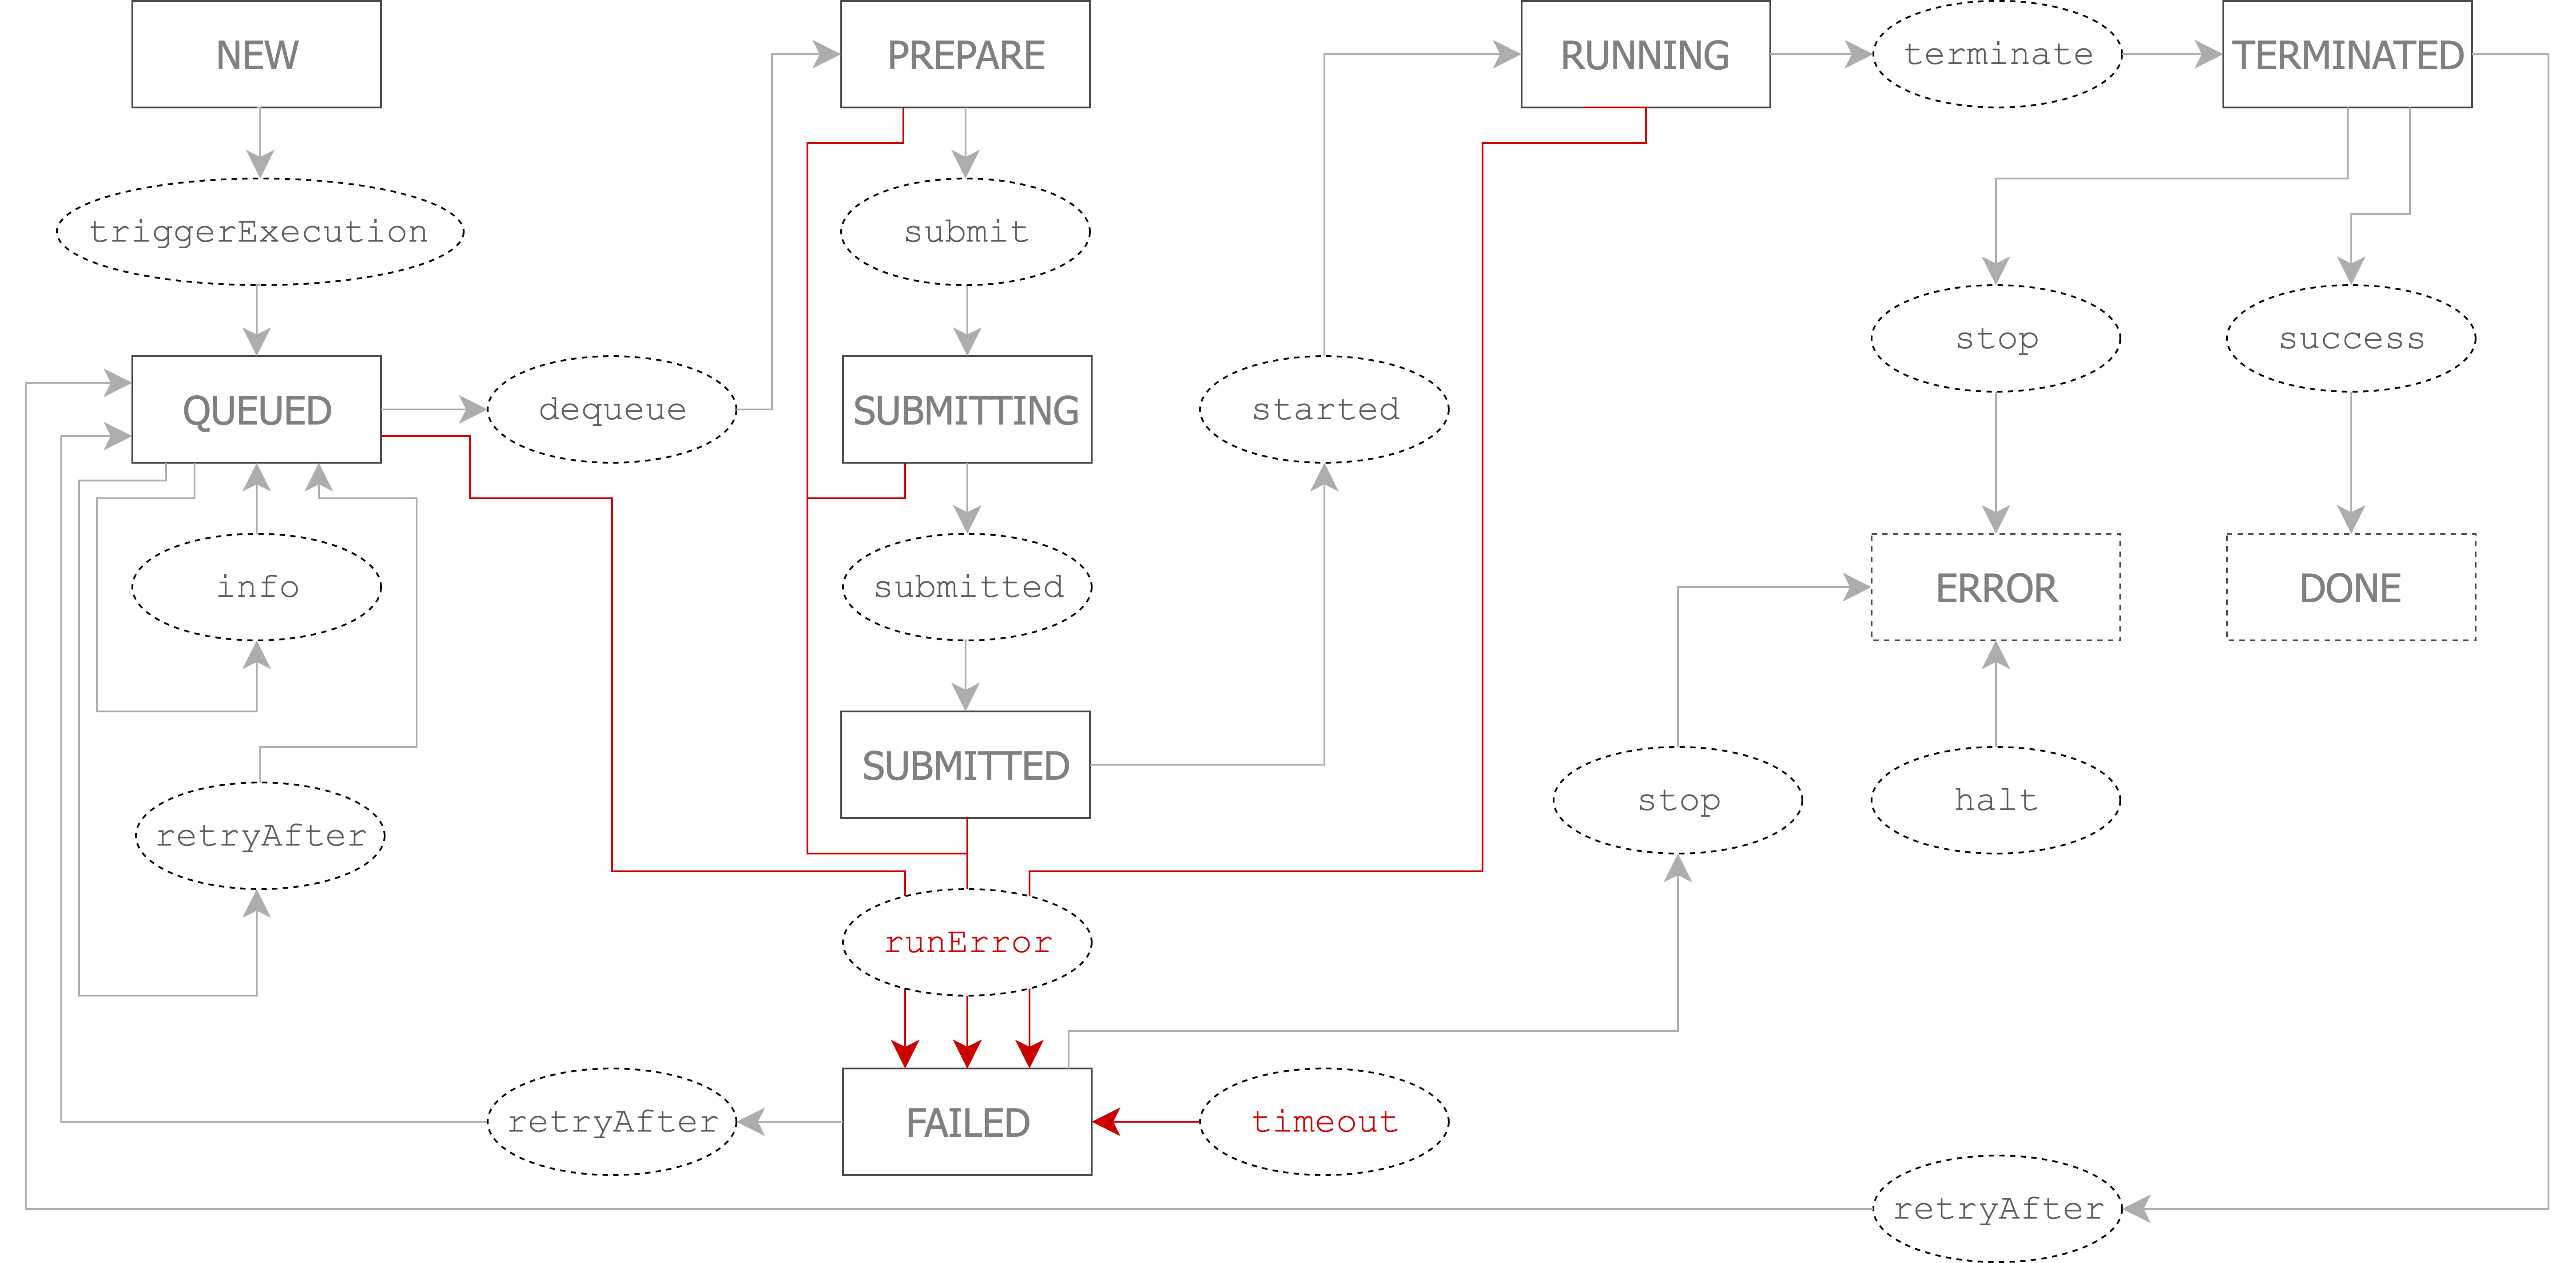 NEW
PREPARE
RUNNING
terminate
TERMINATED
triggerExecution
submit
stop
success
QUEUED
dequeue
SUBMITTING
started
info
submitted
ERROR
DONE
SUBMITTED
stop
halt
retryAfter
runError
retryAfter
FAILED
timeout
retryAfter